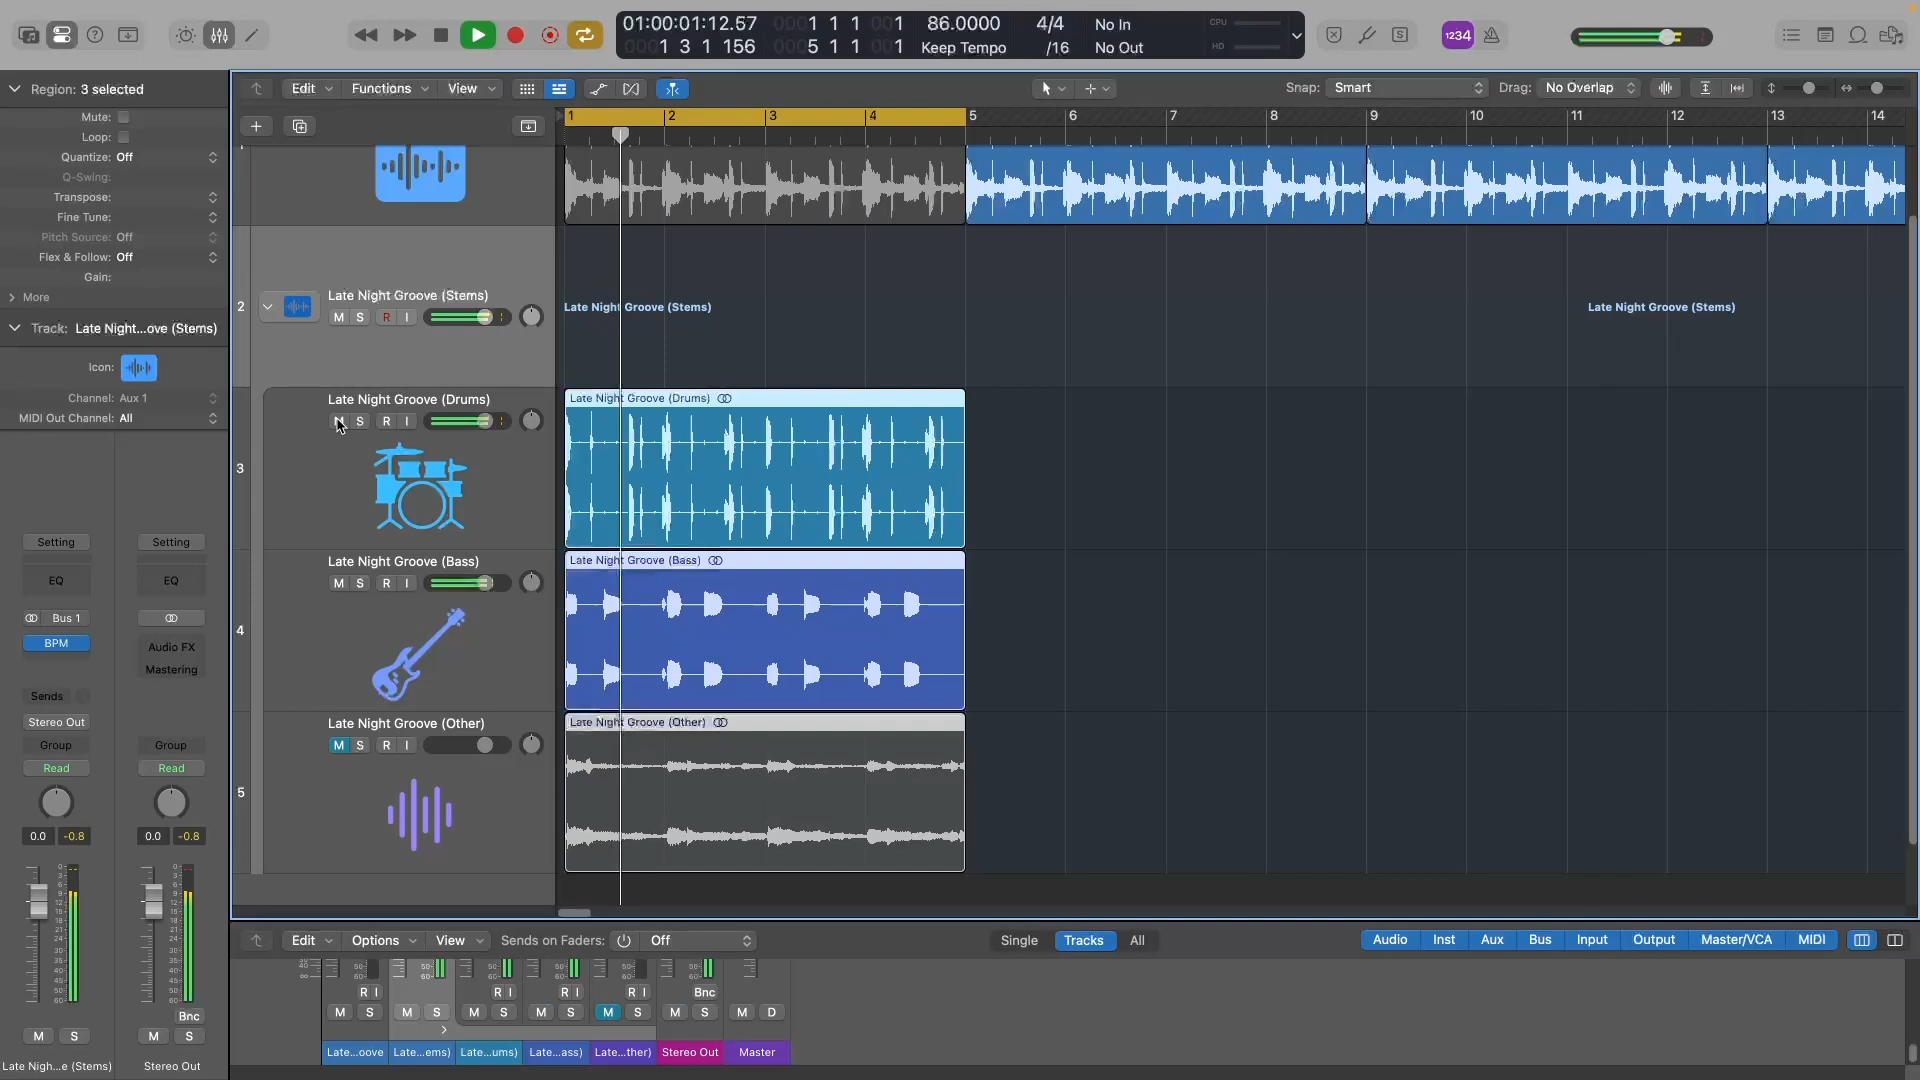 01:00:01:12.57 0001 1 1 001 86.0000 4/4 No In CPU
0001 3 1 156 0005 1 1 001 Keep Tempo /16 No Out HD
1234
Region: 3 selected
Mute:
Loop:
Quantize: Off
Q-Swing:
Transpose:
Fine Tune:
Pitch Source: Off
Flex & Follow: Off
Gain:
More
Track: Late Night...ove (Stems)
Icon:
Channel: Aux 1
MIDI Out Channel: All
Setting Setting
EQ EQ
Bus 1
BPM Audio FX
Mastering
Sends
Stereo Out
Group Group
Read Read
0.0 -0.8 0.0 -0.8
Bnc
M S M S
Late Nigh...e (Stems) Stereo Out
Edit Functions View Snap: Smart Drag: No Overlap
1 2 3 4 5 6 7 8 9 10 11 12 13 14
2 Late Night Groove (Stems)
M S R I
Late Night Groove (Stems) Late Night Groove (Stems)
3 Late Night Groove (Drums)
M S R I
Late Night Groove (Drums)
4 Late Night Groove (Bass)
M S R I
Late Night Groove (Bass)
5 Late Night Groove (Other)
M S R I
Late Night Groove (Other)
Edit Options View Sends on Faders: Off Single Tracks All Audio Inst Aux Bus Input Output Master/VCA MIDI
R I R I R I R I Bnc
M S M S M S M S M S M S M D
Late...oove Late...ems) Late...ums) Late...ass) Late...ther) Stereo Out Master